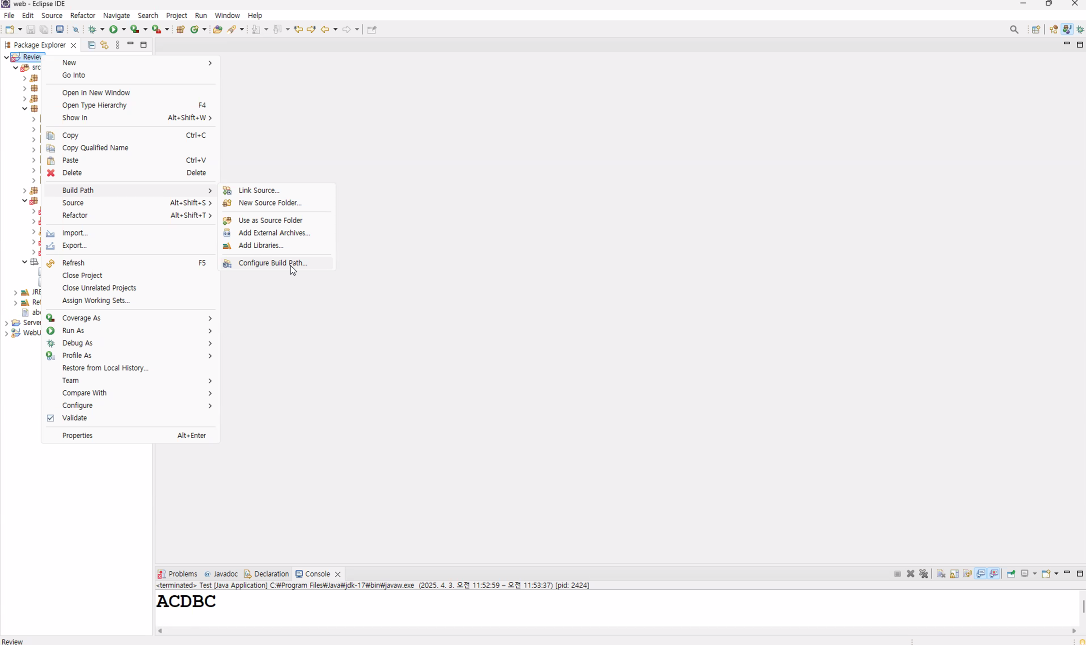 web - Eclipse IDE
File Edit Source Refactor Navigate Search Project Run Window Help
Package Explorer
Review
src
New
Go Into
Open in New Window
Open Type Hierarchy F4
Show In Alt+Shift+W
Copy Ctrl+C
Copy Qualified Name
Paste Ctrl+V
Delete Delete
Build Path
Source Alt+Shift+S
Refactor Alt+Shift+T
Import...
Export...
Refresh F5
Close Project
Close Unrelated Projects
Assign Working Sets...
Coverage As
Run As
Debug As
Profile As
Restore from Local History...
Team
Compare With
Configure
Validate
Properties Alt+Enter
Link Source...
New Source Folder...
Use as Source Folder
Add External Archives...
Add Libraries...
Configure Build Path...
JRE
Ref
Server
WebU
Problems Javadoc Declaration Console
<terminated> Test [Java Application] C:₩Program Files₩Java₩jdk-17₩bin₩javaw.exe (2025. 4. 3. 오전 11:52:59 – 오전 11:53:37) [pid: 2424]
ACDBC
Review